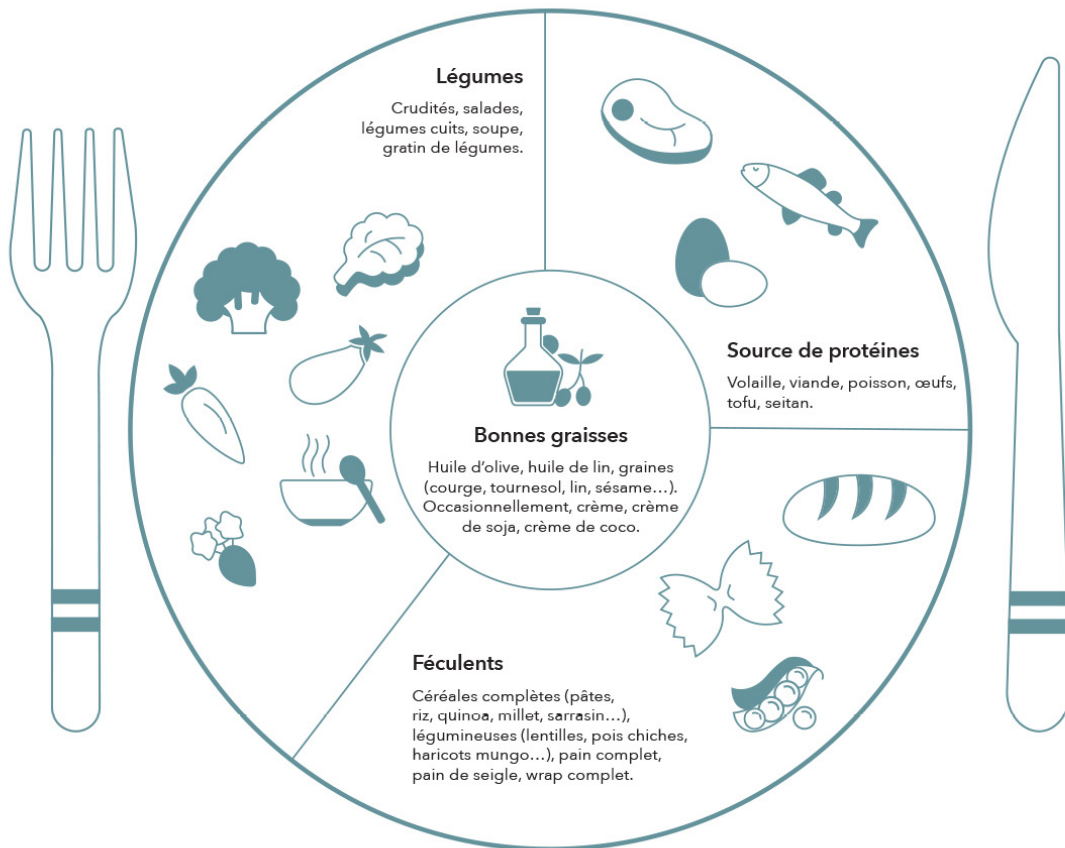 Légumes
Crudités, salades,
légumes cuits, soupe,
gratin de légumes.
Source de protéines
Volaille, viande, poisson, œufs,
tofu, seitan.
Bonnes graisses
Huile d’olive, huile de lin, graines
(courge, tournesol, lin, sésame…).
Occasionnellement, crème, crème
de soja, crème de coco.
Féculents
Céréales complètes (pâtes,
riz, quinoa, millet, sarrasin…),
légumineuses (lentilles, pois chiches,
haricots mungo…), pain complet,
pain de seigle, wrap complet.